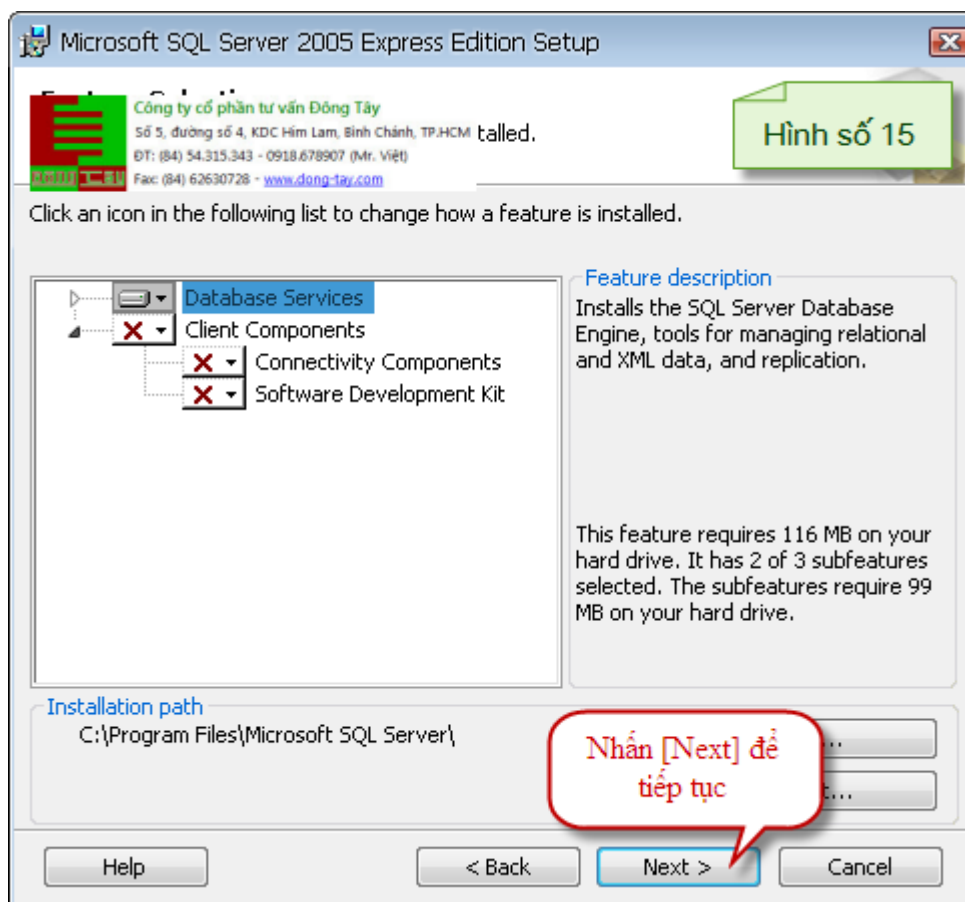 Microsoft SQL Server 2005 Express Edition Setup
Công ty cổ phần tư vấn Đông Tây
Số 5, đường số 4, KDC Him Lam, Bình Chánh, TP.HCM
talled.
ĐT: (84) 54.315.343 - 0918.678907 (Mr. Việt)
Fax: (84) 62630728 - www.dong-tay.com
Hình số 15
Click an icon in the following list to change how a feature is installed.
Database Services
Client Components
Connectivity Components
Software Development Kit
Feature description
Installs the SQL Server Database
Engine, tools for managing relational
and XML data, and replication.
This feature requires 116 MB on your
hard drive. It has 2 of 3 subfeatures
selected. The subfeatures require 99
MB on your hard drive.
Installation path
C:\Program Files\Microsoft SQL Server\
Nhấn [Next] để
tiếp tục
Help
< Back
Next >
Cancel